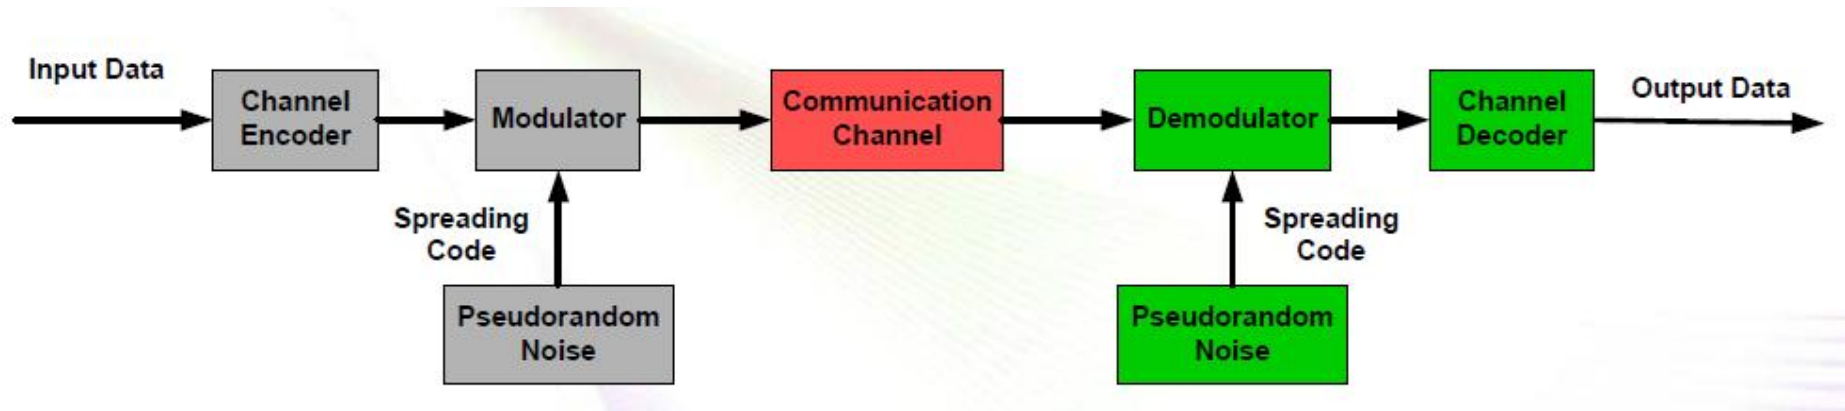 Input Data
Channel
Encoder
Modulator
Communication
Channel
Demodulator
Channel
Decoder
Output Data
Spreading
Code
Spreading
Code
Pseudorandom
Noise
Pseudorandom
Noise